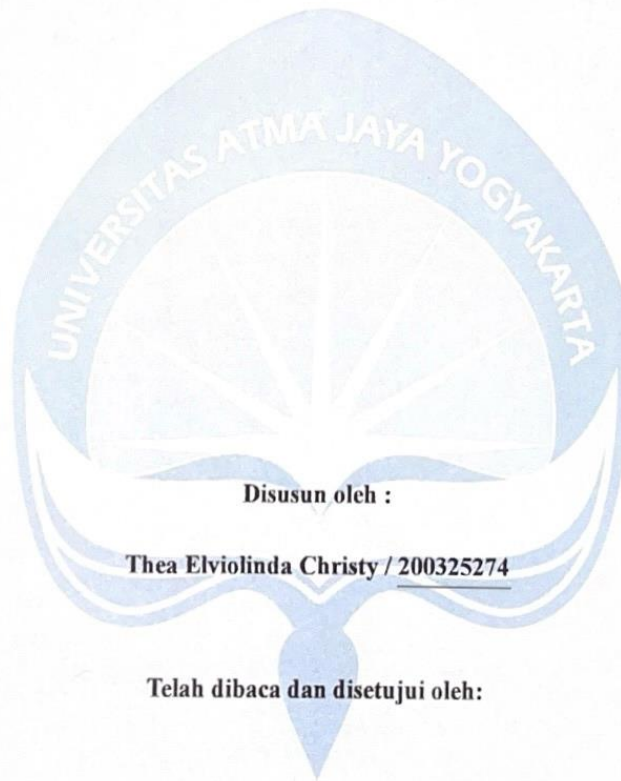 UNIVERSITAS ATMA JAYA YOGYAKARTA
Disusun oleh :
Thea Elviolinda Christy / 200325274
Telah dibaca dan disetujui oleh: